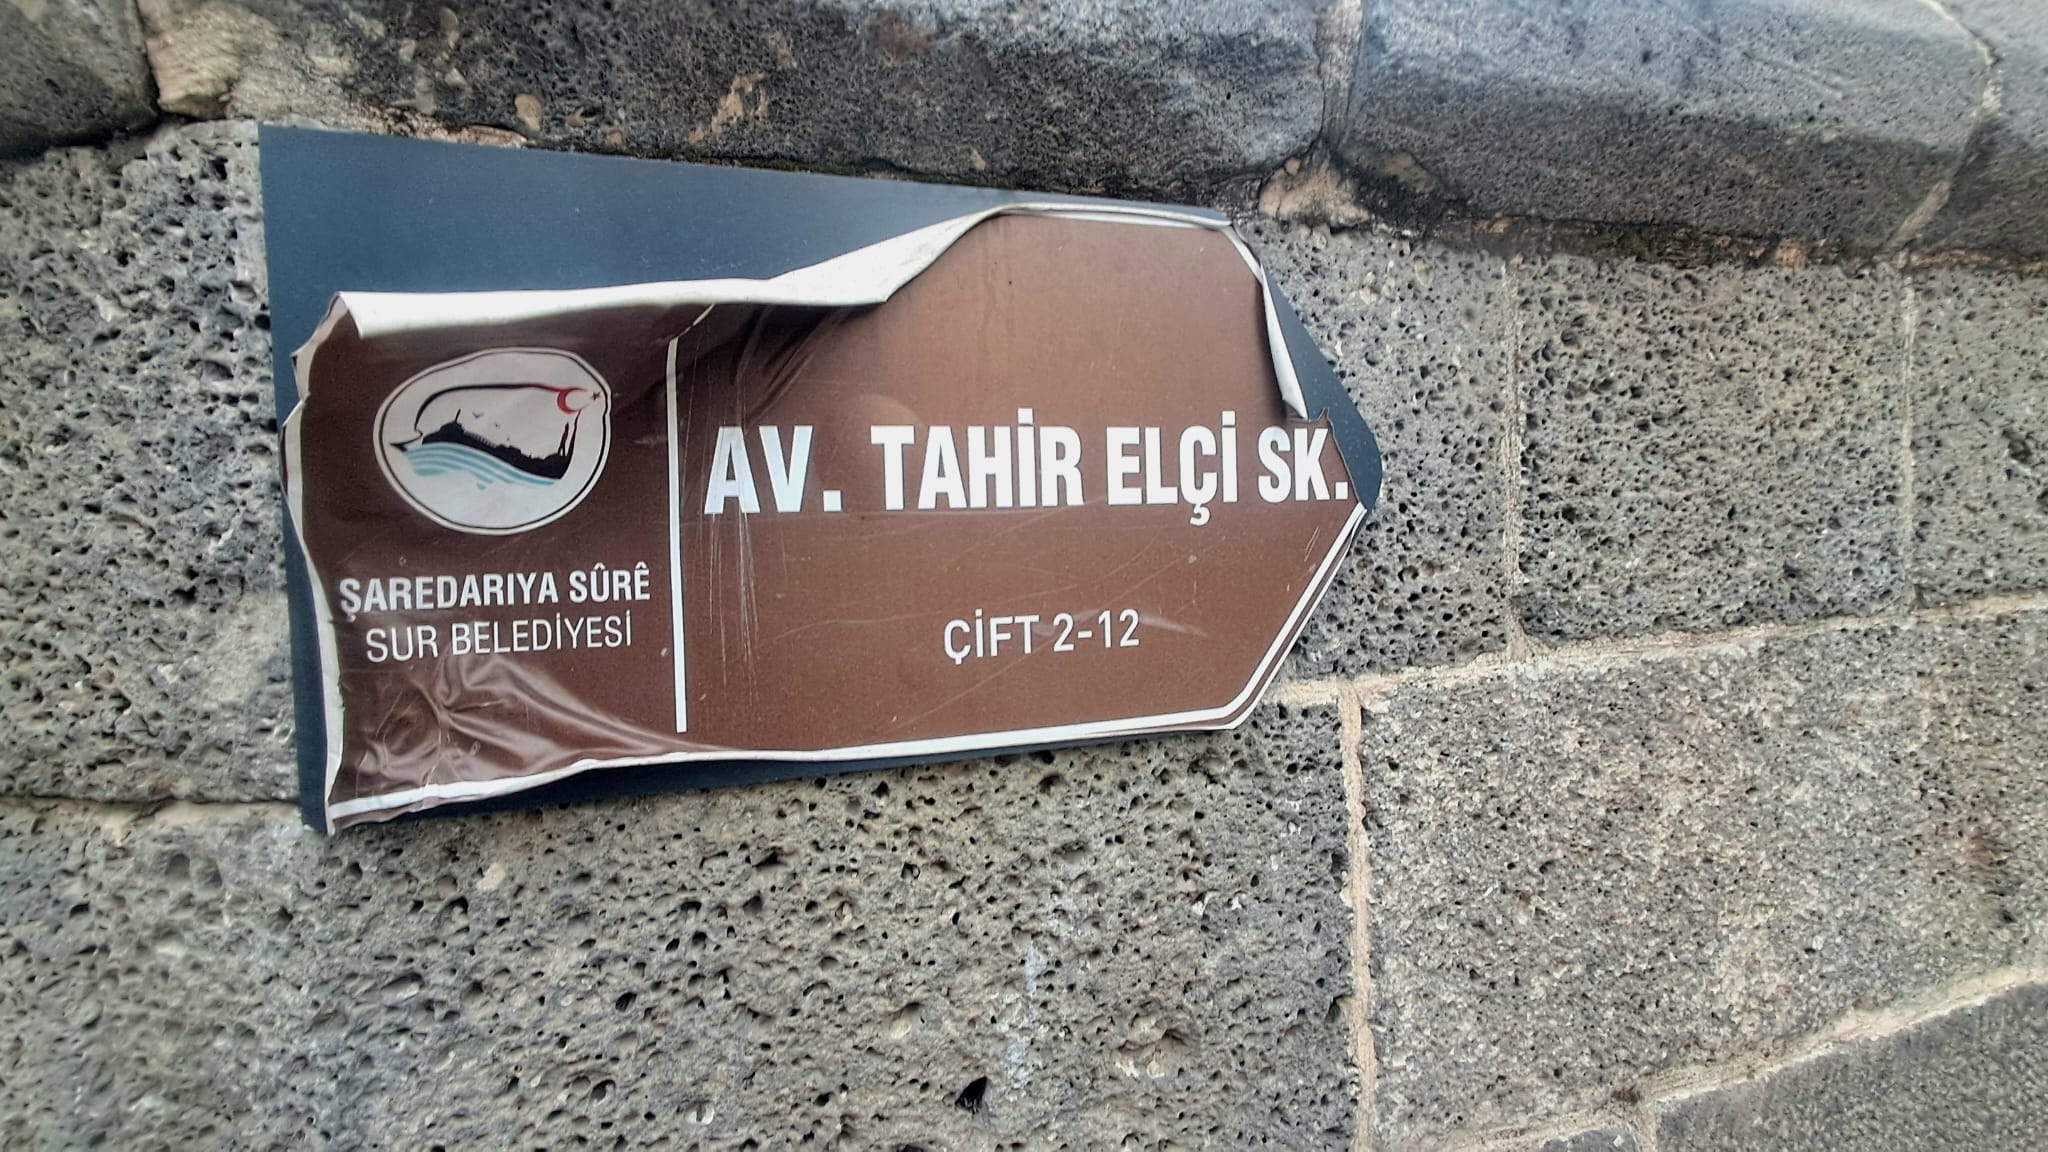 AV. TAHİR ELÇİ SK.
ÇİFT 2-12
ŞAREDARIYA SÛRÊ
SUR BELEDİYESİ